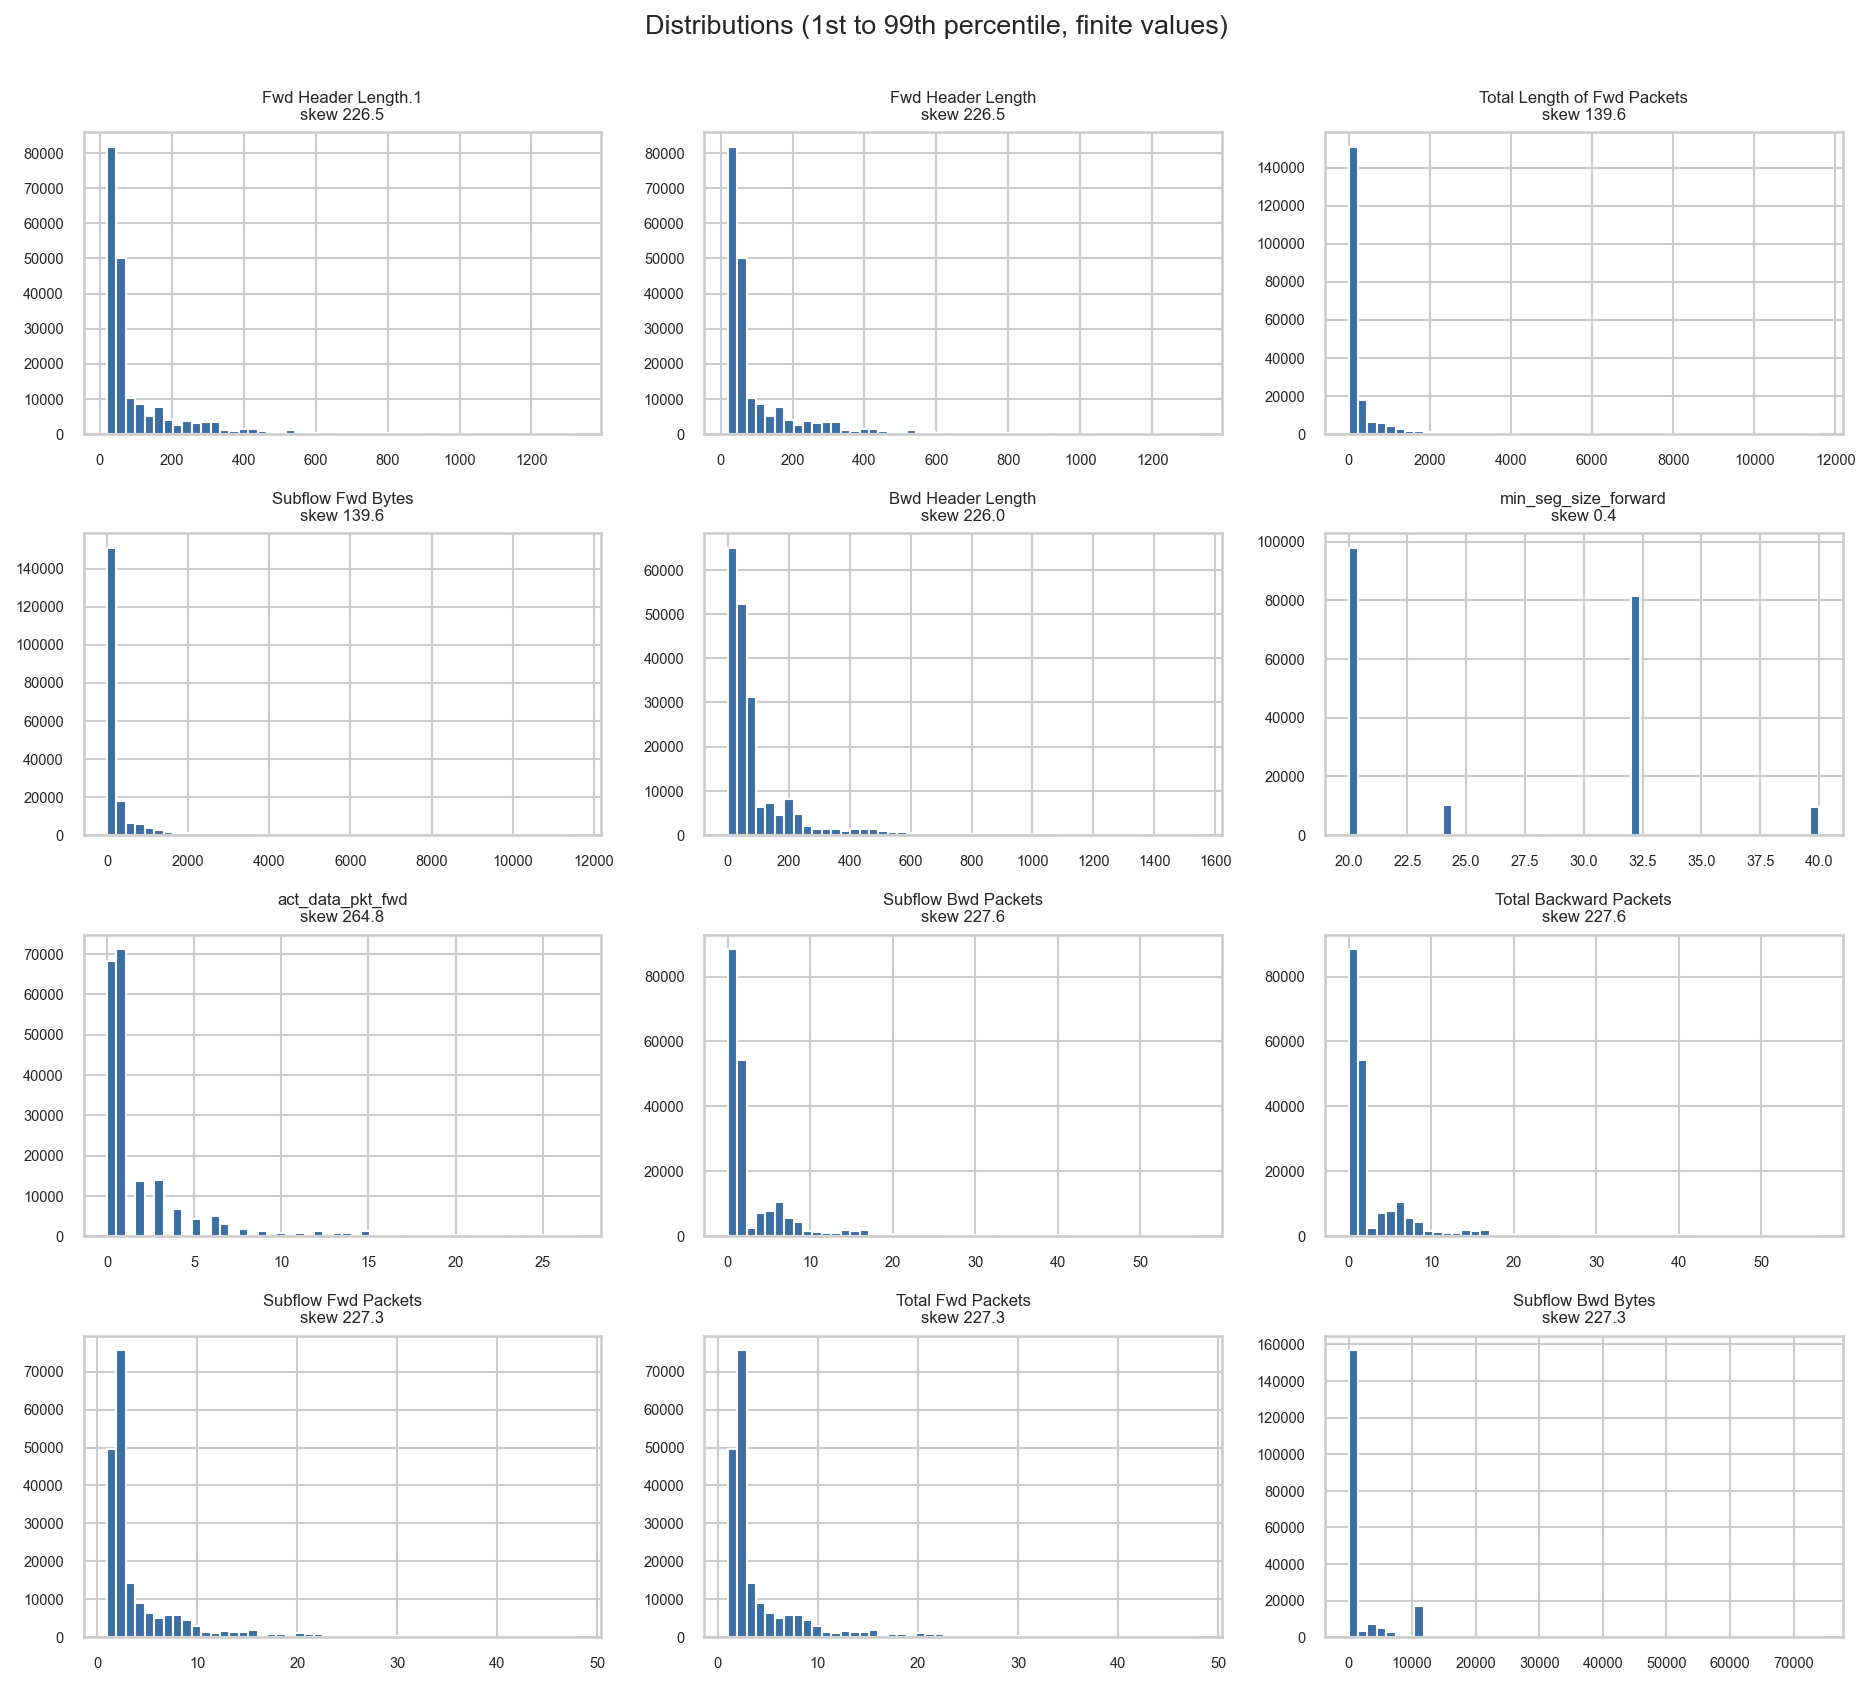 Distributions (1st to 99th percentile, finite values)
Fwd Header Length.1
skew 226.5
80000
70000
60000
50000
40000
30000
20000
10000
0
0 200 400 600 800 1000 1200
Fwd Header Length
skew 226.5
80000
70000
60000
50000
40000
30000
20000
10000
0
0 200 400 600 800 1000 1200
Total Length of Fwd Packets
skew 139.6
140000
120000
100000
80000
60000
40000
20000
0
0 2000 4000 6000 8000 10000 12000
Subflow Fwd Bytes
skew 139.6
140000
120000
100000
80000
60000
40000
20000
0
0 2000 4000 6000 8000 10000 12000
Bwd Header Length
skew 226.0
60000
50000
40000
30000
20000
10000
0
0 200 400 600 800 1000 1200 1400 1600
min_seg_size_forward
skew 0.4
100000
80000
60000
40000
20000
0
20.0 22.5 25.0 27.5 30.0 32.5 35.0 37.5 40.0
act_data_pkt_fwd
skew 264.8
70000
60000
50000
40000
30000
20000
10000
0
0 5 10 15 20 25
Subflow Bwd Packets
skew 227.6
80000
60000
40000
20000
0
0 10 20 30 40 50
Total Backward Packets
skew 227.6
80000
60000
40000
20000
0
0 10 20 30 40 50
Subflow Fwd Packets
skew 227.3
70000
60000
50000
40000
30000
20000
10000
0
0 10 20 30 40 50
Total Fwd Packets
skew 227.3
70000
60000
50000
40000
30000
20000
10000
0
0 10 20 30 40 50
Subflow Bwd Bytes
skew 227.3
160000
140000
120000
100000
80000
60000
40000
20000
0
0 10000 20000 30000 40000 50000 60000 70000